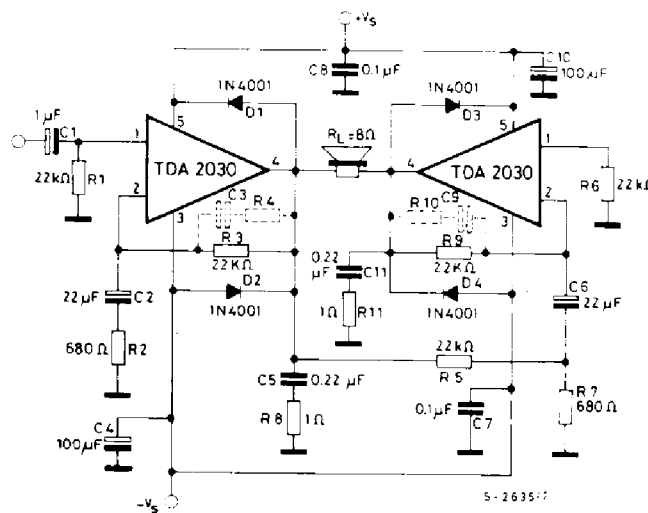 +Vs
C8
0.1µF
C10
100µF
1N4001
D1
1N4001
D3
1µF
C1
5
RL=8Ω
5
1
TDA 2030
4
4
TDA 2030
1
22kΩ
R1
2
2
R6
22kΩ
3
C3
R4
R10
C9
3
R3
22KΩ
0.22
µF
C11
R9
22KΩ
C6
22µF
22µF
C2
D2
1N4001
1Ω
R11
D4
1N4001
680Ω
R2
22kΩ
R5
C5
0.22 µF
R7
680Ω
C4
100µF
R8
1Ω
0.1µF
C7
-Vs